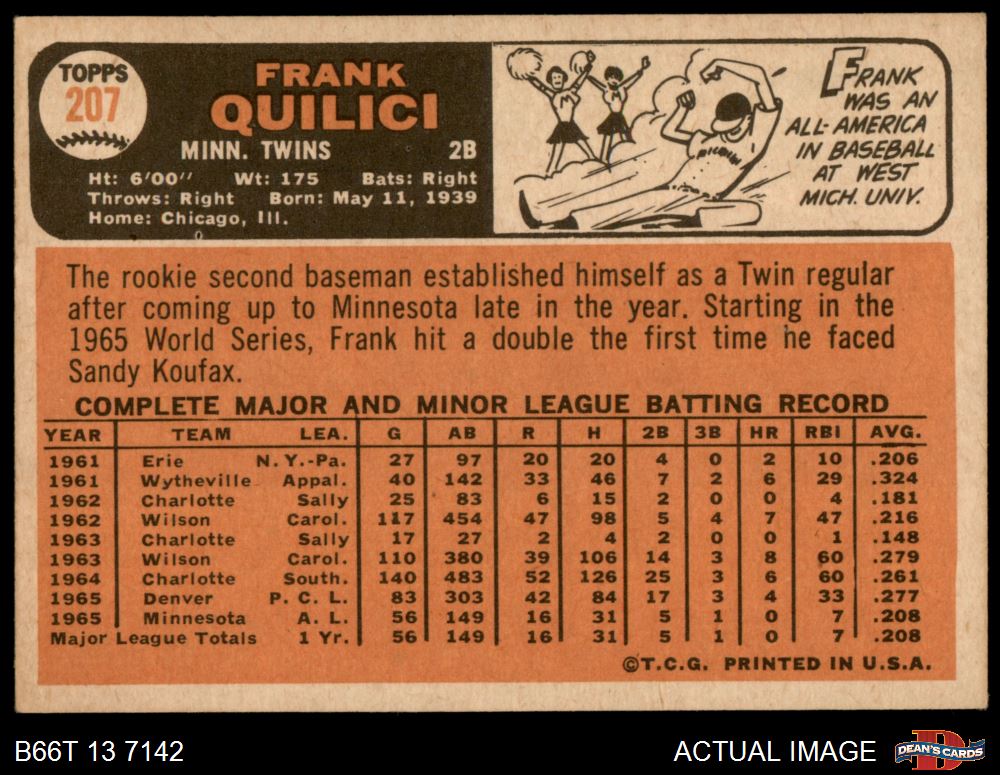 TOPPS
207
FRANK
QUILICI
MINN. TWINS 2B
Ht: 6'00" Wt: 175 Bats: Right
Throws: Right Born: May 11, 1939
Home: Chicago, Ill.
FRANK
WAS AN
ALL-AMERICA
IN BASEBALL
AT WEST
MICH. UNIV.
M
M
The rookie second baseman established himself as a Twin regular
after coming up to Minnesota late in the year. Starting in the
1965 World Series, Frank hit a double the first time he faced
Sandy Koufax.
COMPLETE MAJOR AND MINOR LEAGUE BATTING RECORD
YEAR TEAM LEA. G AB R H 2B 3B HR RBI AVG.
1961 Erie N.Y.-Pa. 27 97 20 20 4 0 2 10 .206
1961 Wytheville Appal. 40 142 33 46 7 2 6 29 .324
1962 Charlotte Sally 25 83 6 15 2 0 0 4 .181
1962 Wilson Carol. 117 454 47 98 5 4 7 47 .216
1963 Charlotte Sally 17 27 2 4 2 0 0 1 .148
1963 Wilson Carol. 110 380 39 106 14 3 8 60 .279
1964 Charlotte South. 140 483 52 126 25 3 6 60 .261
1965 Denver P.C.L. 83 303 42 84 17 3 4 33 .277
1965 Minnesota A.L. 56 149 16 31 5 1 0 7 .208
Major League Totals 1 Yr. 56 149 16 31 5 1 0 7 .208
©T.C.G. PRINTED IN U.S.A.
B66T 13 7142 ACTUAL IMAGE
D
DEAN'S CARDS